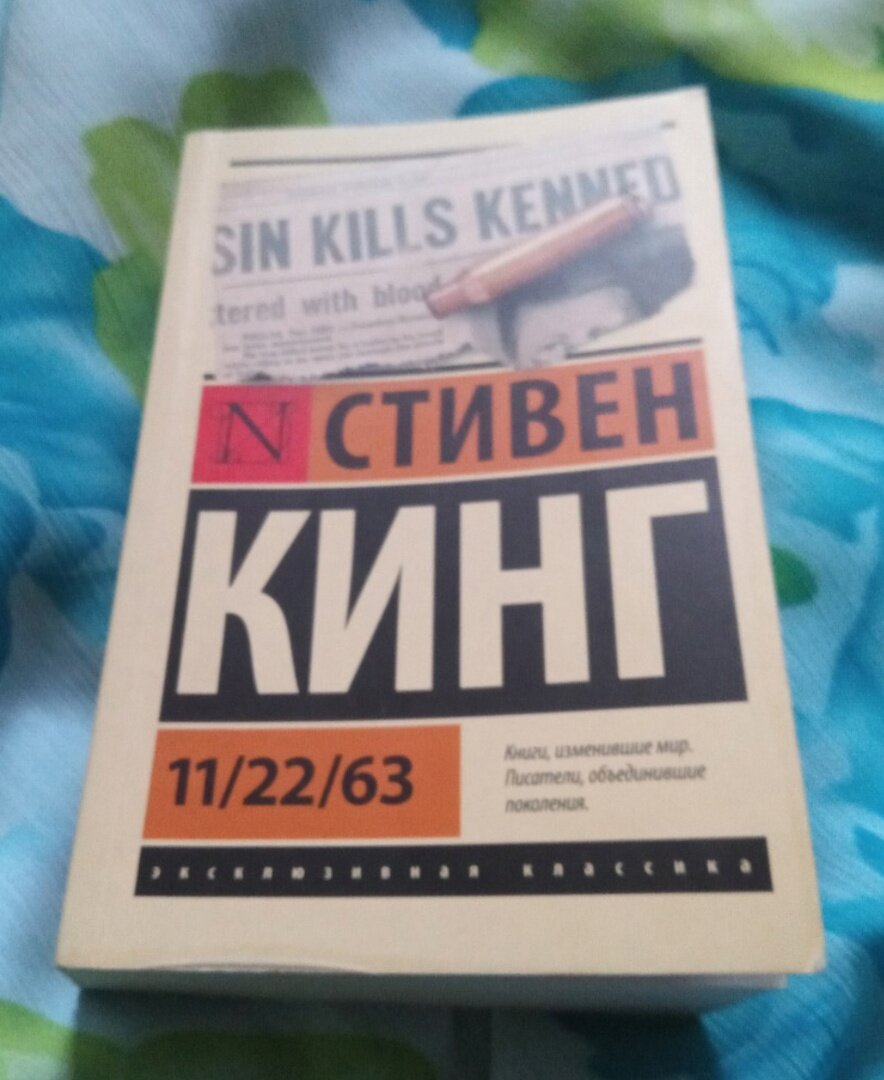 SIN KILLS KENNED
tered with blood
N
СТИВЕН
КИНГ
11/22/63
Книги, изменившие мир.
Писатели, объединившие
поколения.
эксклюзивная классика